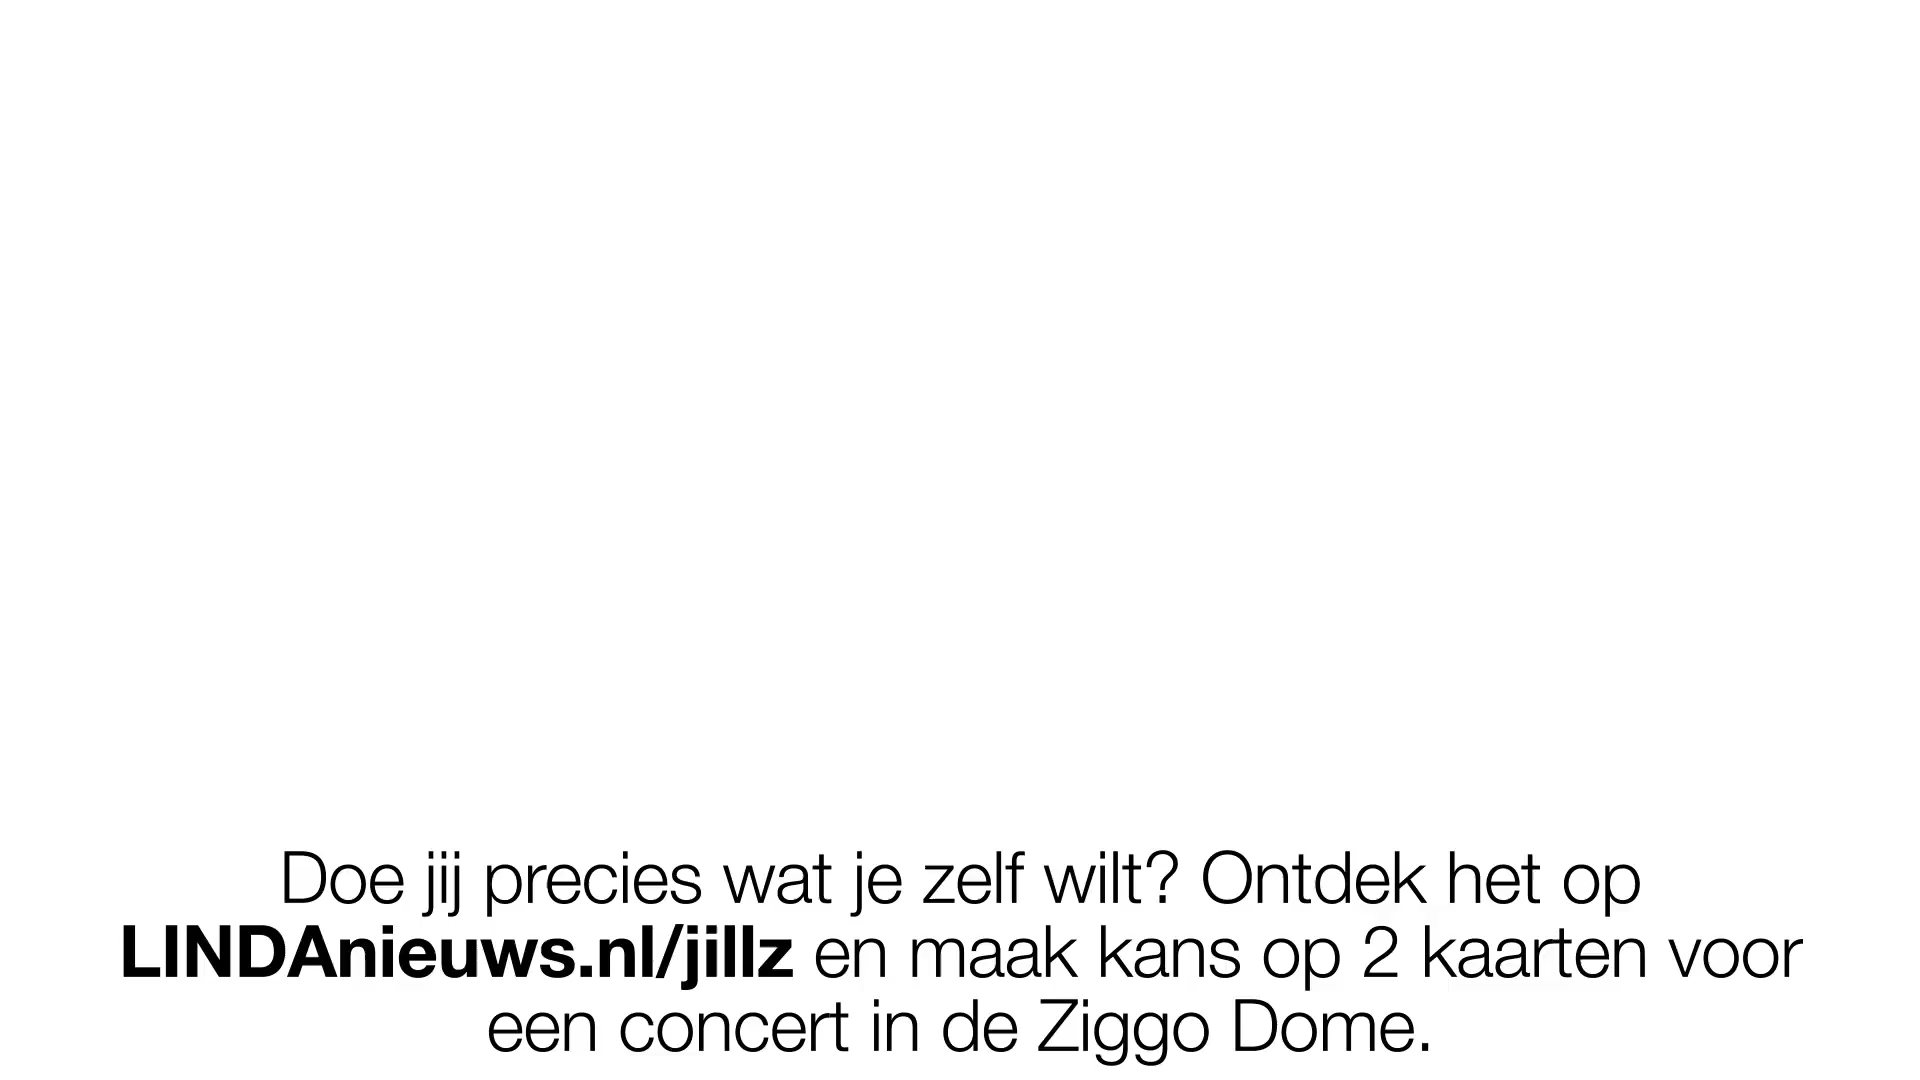 Doe jij precies wat je zelf wilt? Ontdek het op
LINDAnieuws.nl/jillz en maak kans op 2 kaarten voor
een concert in de Ziggo Dome.